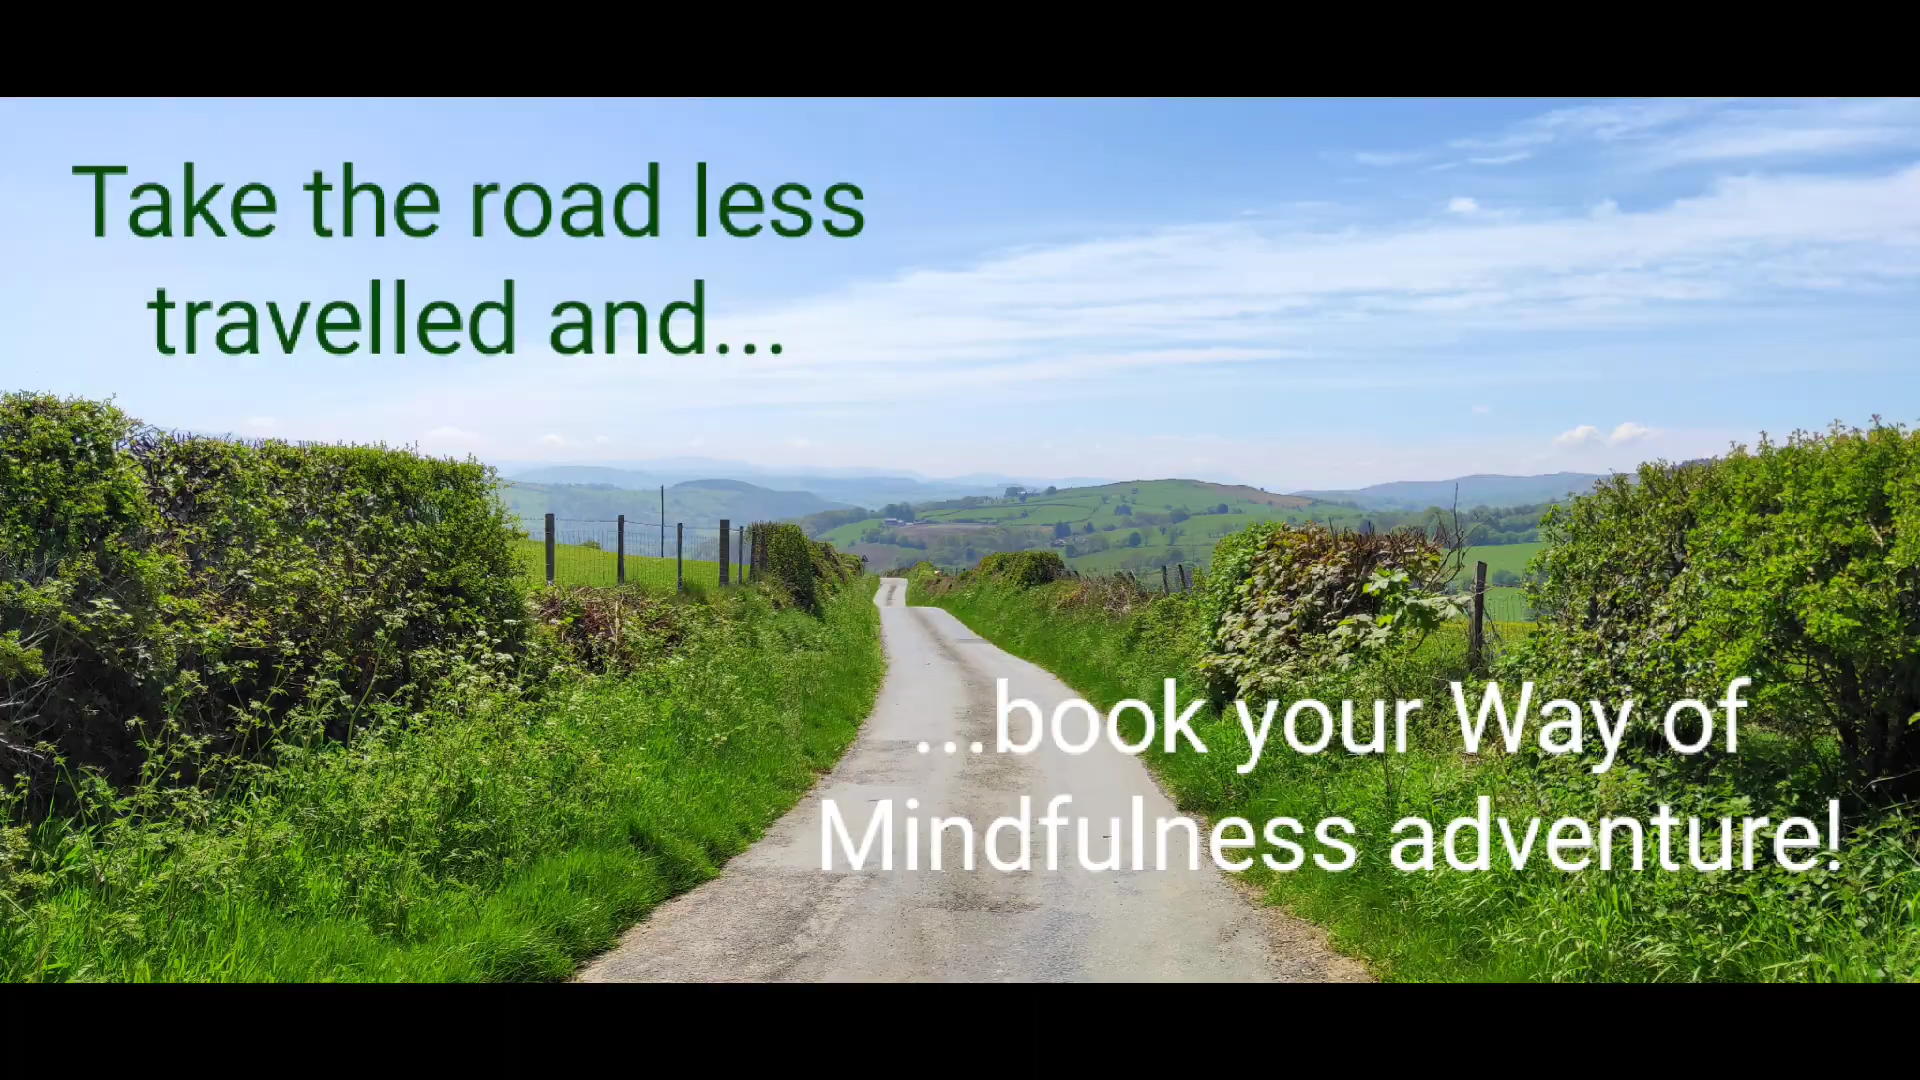 Take the road less
travelled and...
...book your Way of
Mindfulness adventure!